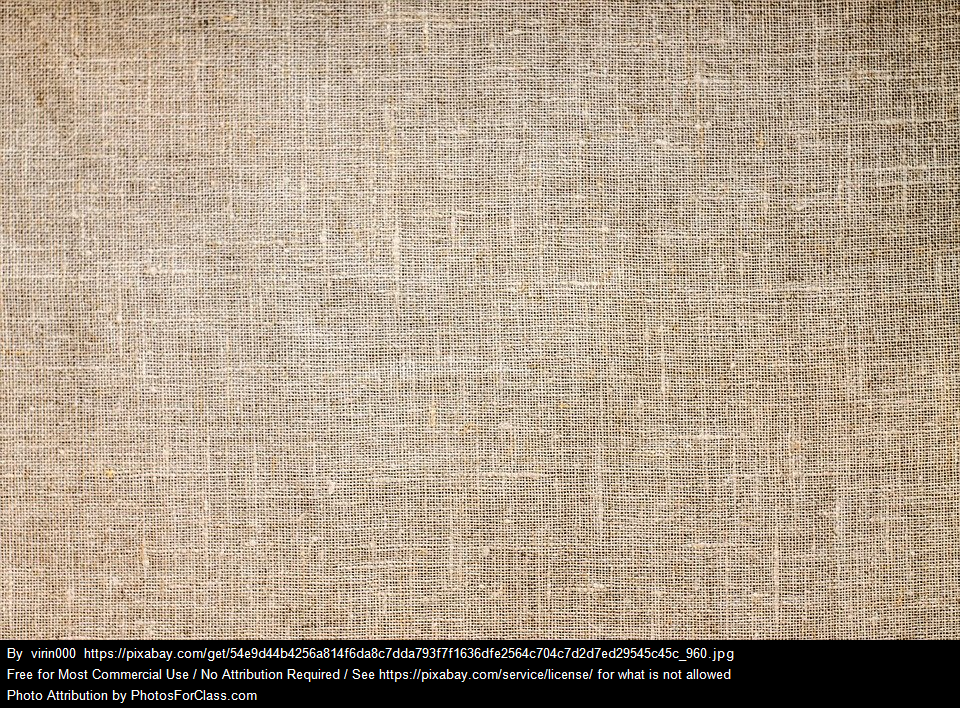 By virin000 https://pixabay.com/get/54e9d44b4256a814f6da8c7dda793f7f1636dfe2564c704c7d2d7ed29545c45c_960.jpg
Free for Most Commercial Use / No Attribution Required / See https://pixabay.com/service/license/ for what is not allowed
Photo Attribution by PhotosForClass.com